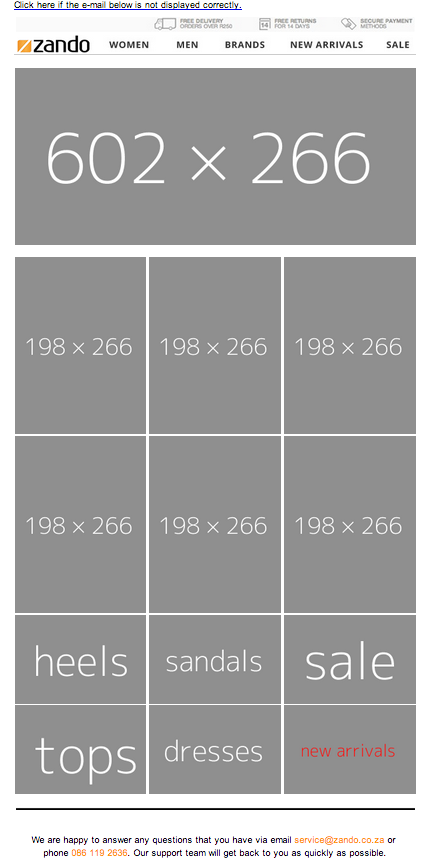 Click here if the e-mail below is not displayed correctly.
FREE DELIVERY ORDERS OVER R250
FREE RETURNS FOR 14 DAYS
SECURE PAYMENT METHODS
14
zando WOMEN MEN BRANDS NEW ARRIVALS SALE
602 × 266
198 × 266 198 × 266 198 × 266
198 × 266 198 × 266 198 × 266
heels sandals sale
tops dresses new arrivals
We are happy to answer any questions that you have via email service@zando.co.za or
phone 086 119 2636. Our support team will get back to you as quickly as possible.